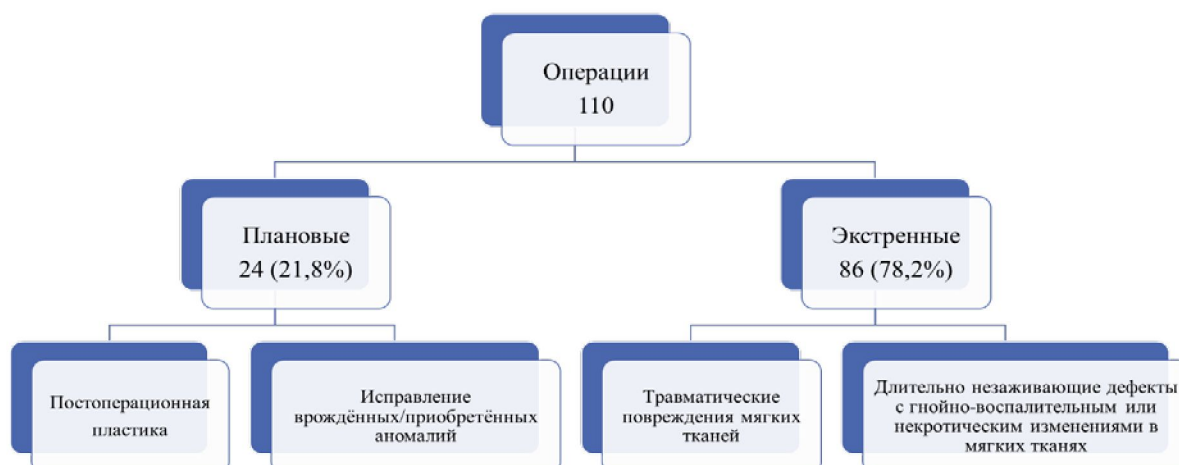 Операции
110
Плановые
24 (21,8%)
Экстренные
86 (78,2%)
Постоперационная
пластика
Исправление
врождённых/приобретённых
аномалий
Травматические
повреждения мягких
тканей
Длительно незаживающие дефекты
с гнойно-воспалительным или
некротическим изменениями в
мягких тканях